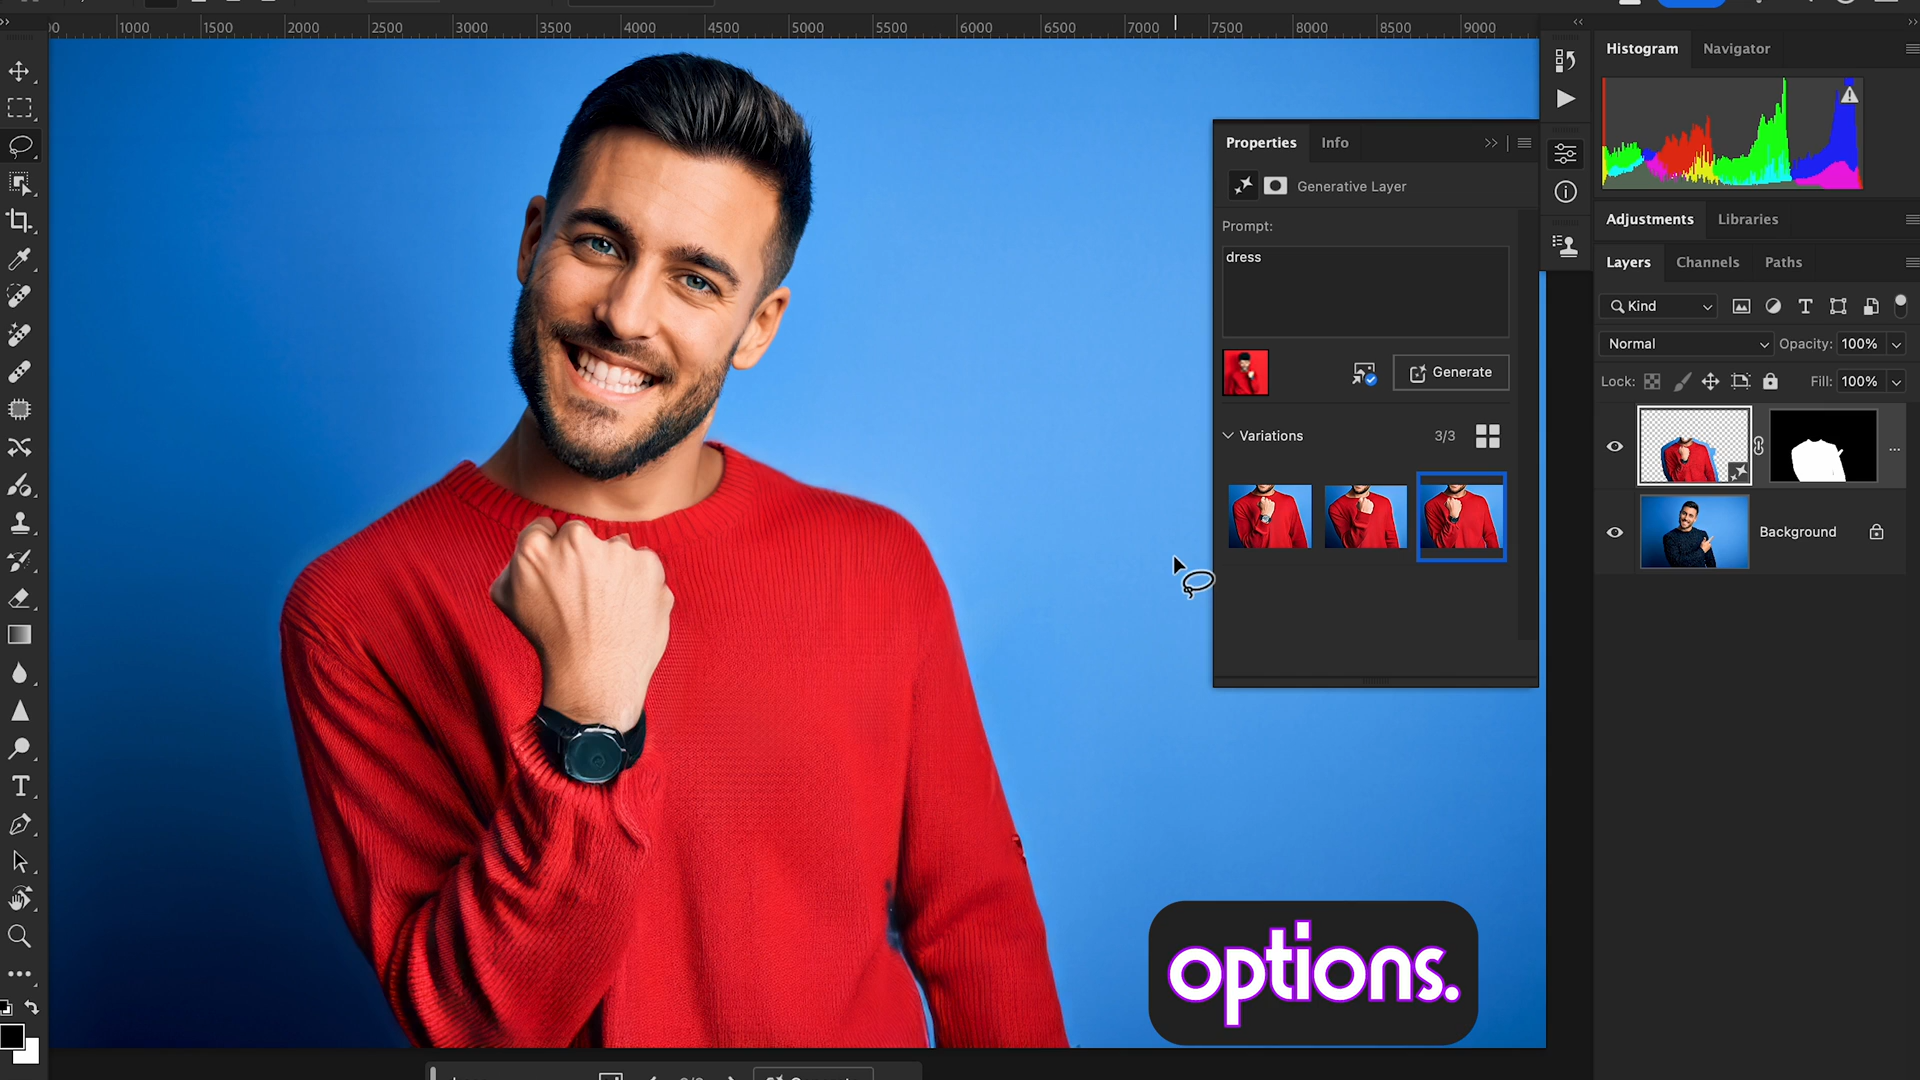 1000 1500 2000 2500 3000 3500 4000 4500 5000 5500 6000 6500 7000 7500 8000 8500 9000
Histogram Navigator
Properties Info
Generative Layer
Prompt:
dress
Generate
Variations 3/3
Adjustments Libraries
Layers Channels Paths
Kind
Normal Opacity: 100%
Lock: Fill: 100%
Background
options.